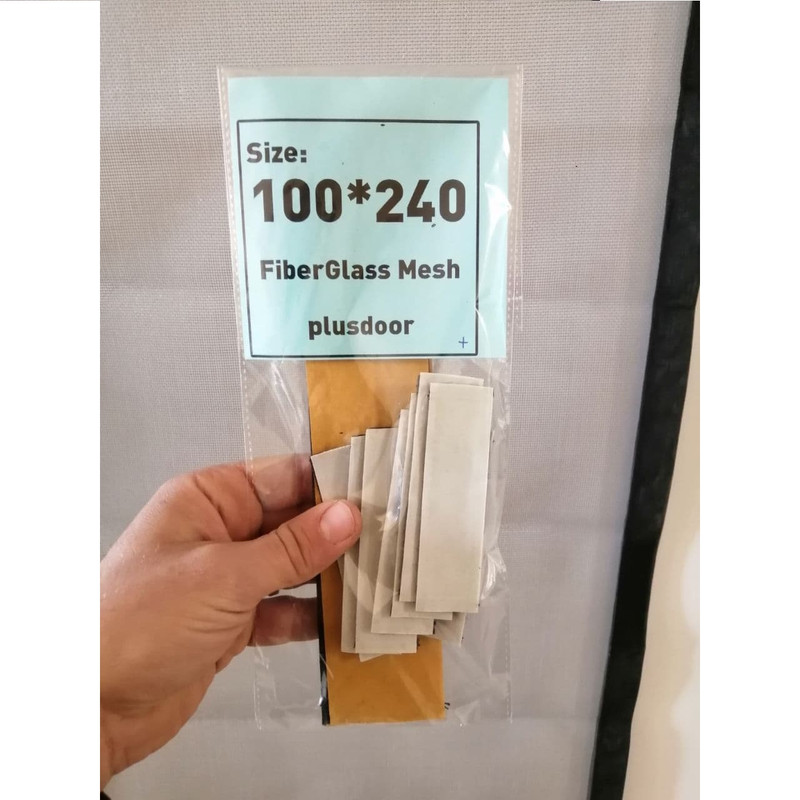 Size:
100*240
FiberGlass Mesh
plusdoor
+